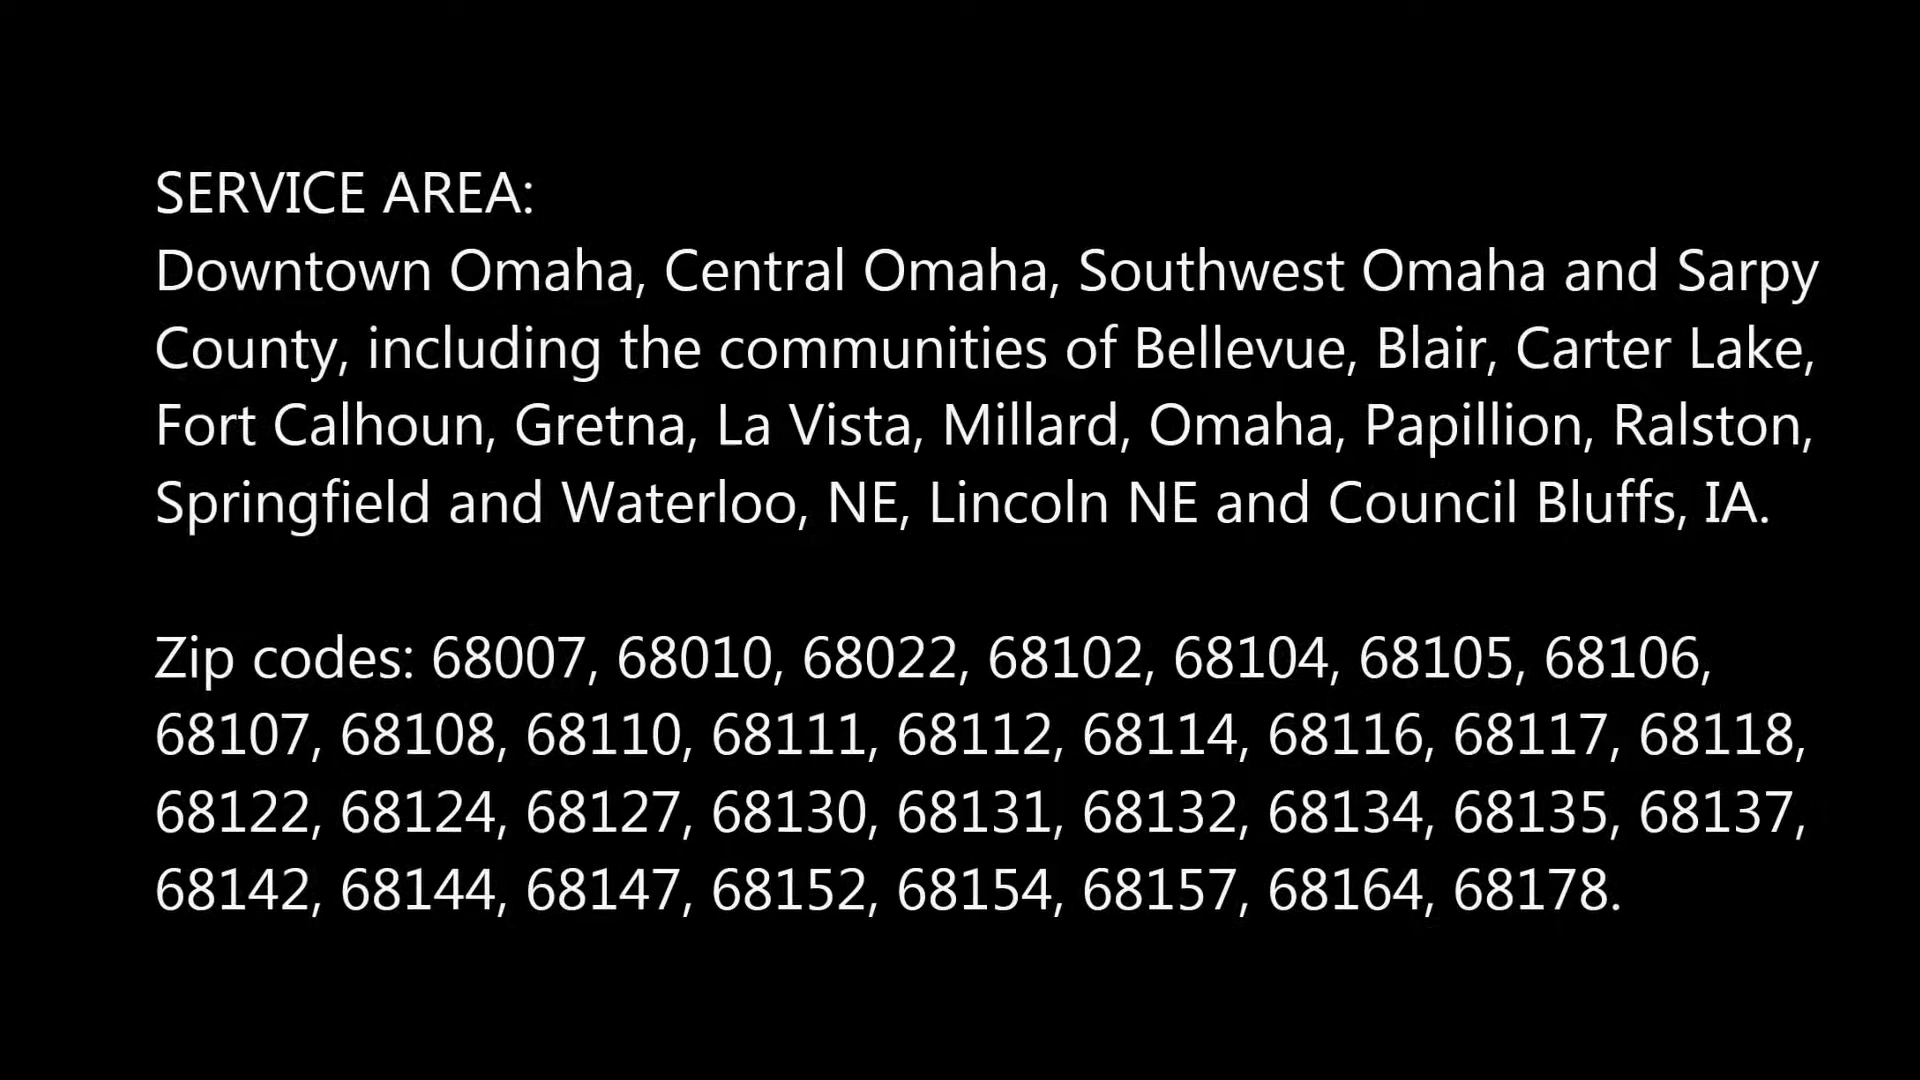 SERVICE AREA:
Downtown Omaha, Central Omaha, Southwest Omaha and Sarpy
County, including the communities of Bellevue, Blair, Carter Lake,
Fort Calhoun, Gretna, La Vista, Millard, Omaha, Papillion, Ralston,
Springfield and Waterloo, NE, Lincoln NE and Council Bluffs, IA.
Zip codes: 68007, 68010, 68022, 68102, 68104, 68105, 68106,
68107, 68108, 68110, 68111, 68112, 68114, 68116, 68117, 68118,
68122, 68124, 68127, 68130, 68131, 68132, 68134, 68135, 68137,
68142, 68144, 68147, 68152, 68154, 68157, 68164, 68178.